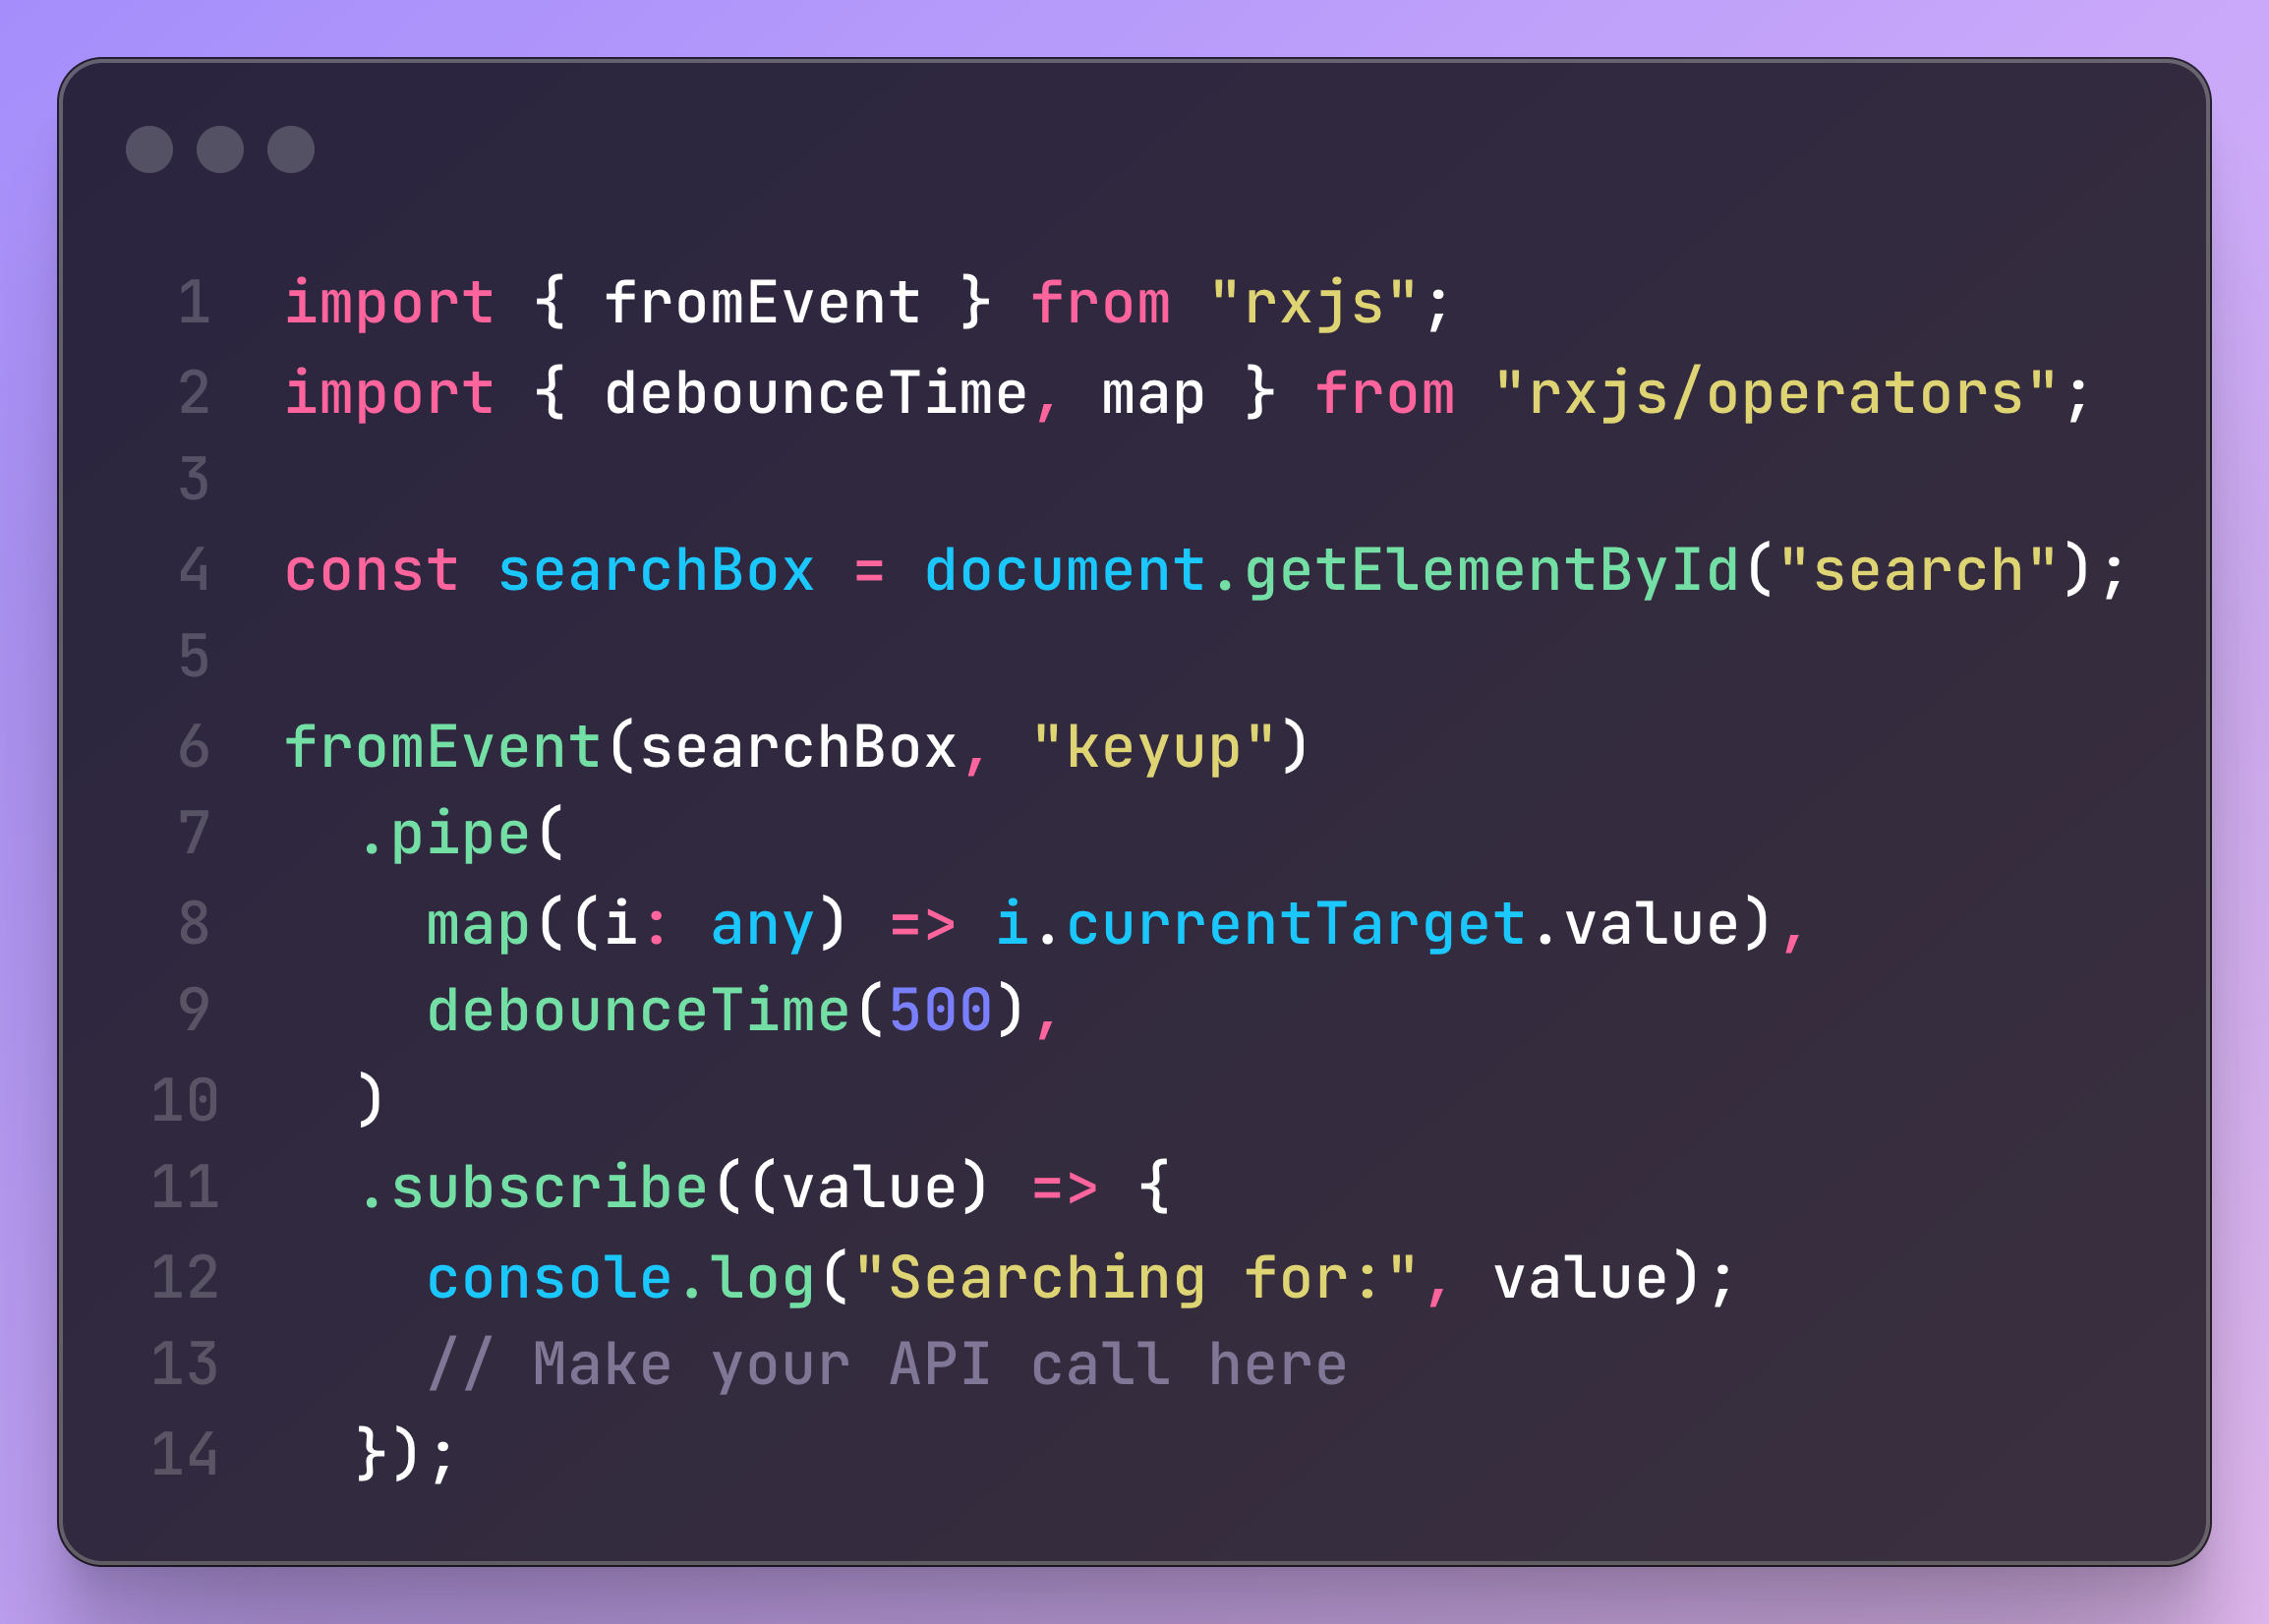 1 import { fromEvent } from "rxjs";
2 import { debounceTime, map } from "rxjs/operators";
3
4 const searchBox = document.getElementById("search");
5
6 fromEvent(searchBox, "keyup")
7   .pipe(
8     map((i: any) => i.currentTarget.value),
9     debounceTime(500),
10   )
11   .subscribe((value) => {
12     console.log("Searching for:", value);
13     // Make your API call here
14   });